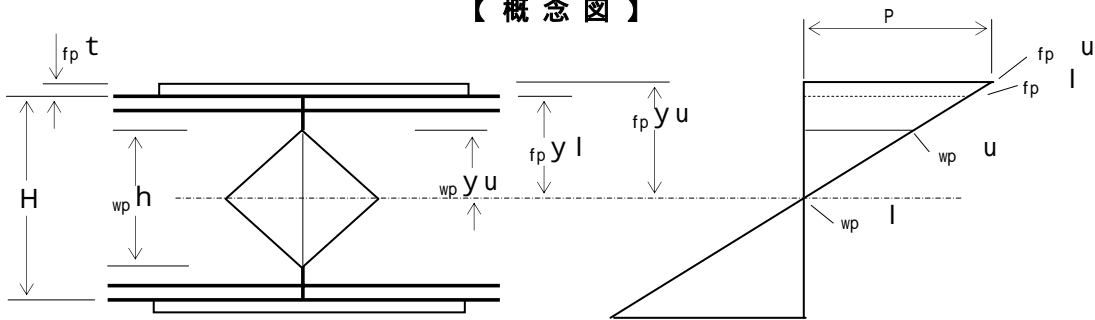 【 概 念 図 】
P
fp t
fp u
fp l
fp y u
fp y l
wp u
H
wp h
wp y u
wp l